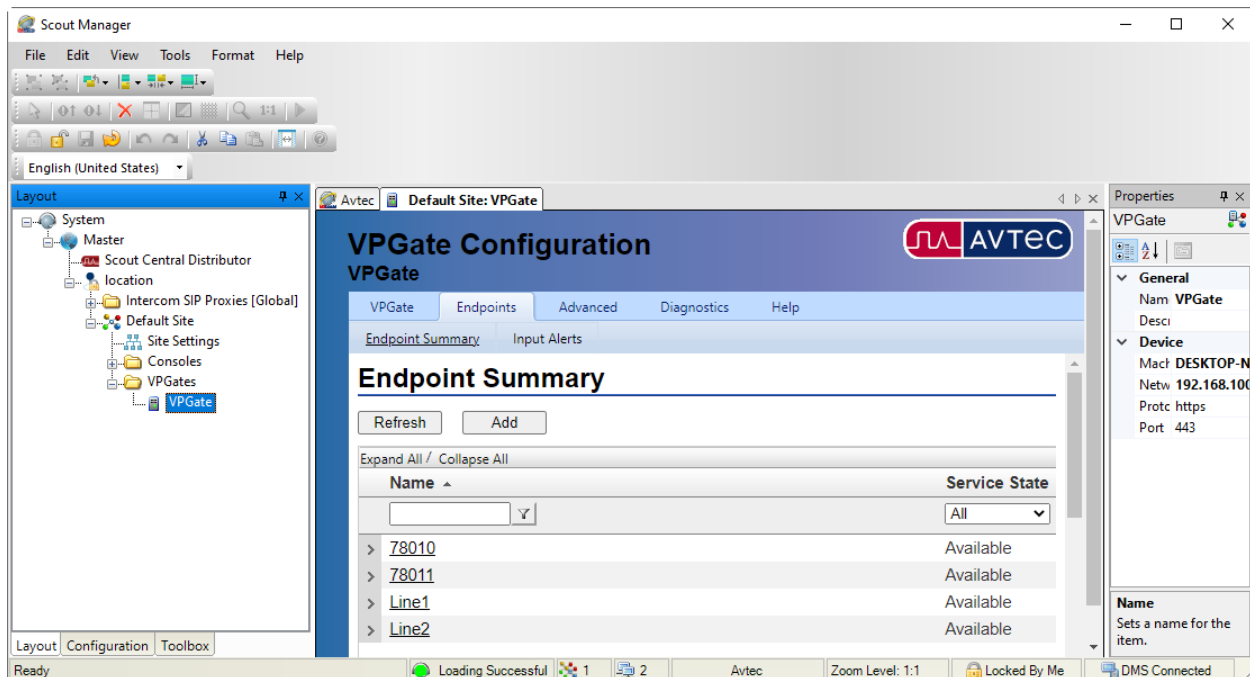 Scout Manager
File Edit View Tools Format Help
1:1
English (United States)
Layout
System
Master
Scout Central Distributor
location
Intercom SIP Proxies [Global]
Default Site
Site Settings
Consoles
VPGates
VPGate
Layout Configuration Toolbox
Avtec Default Site: VPGate
VPGate Configuration
VPGate
AVTEC
VPGate Endpoints Advanced Diagnostics Help
Endpoint Summary Input Alerts
Endpoint Summary
Refresh Add
Expand All / Collapse All
Name Service State
All
78010 Available
78011 Available
Line1 Available
Line2 Available
Properties
VPGate
General
Nam VPGate
Descr
Device
Mach DESKTOP-N
Netw 192.168.100
Protc https
Port 443
Name
Sets a name for the
item.
Ready Loading Successful 1 2 Avtec Zoom Level: 1:1 Locked By Me DMS Connected